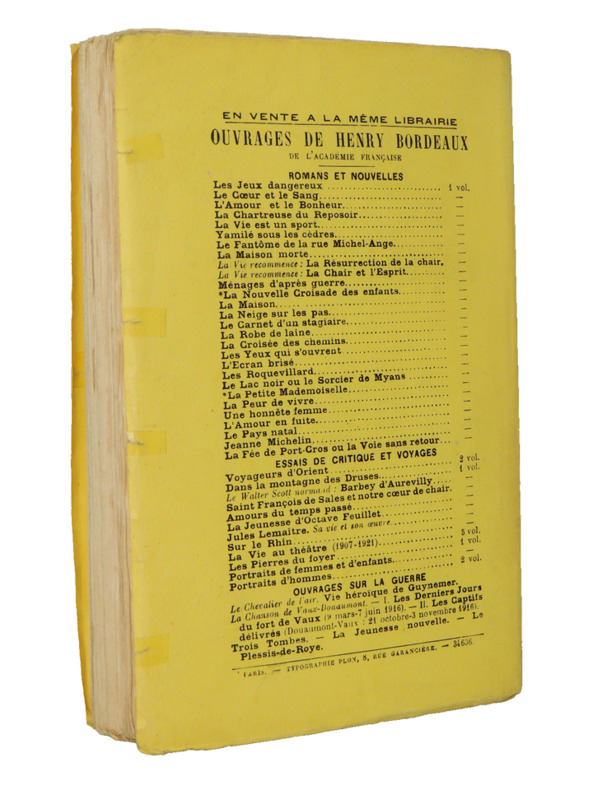 EN VENTE A LA MÊME LIBRAIRIE
OUVRAGES DE HENRY BORDEAUX
DE L'ACADÉMIE FRANÇAISE
ROMANS ET NOUVELLES
Les Jeux dangereux ........................ 1 vol.
Le Cœur et le Sang........................ —
L'Amour et le Bonheur........................ —
La Chartreuse du Reposoir........................ —
La Vie est un sport........................ —
Yamilé sous les cèdres........................ —
Le Fantôme de la rue Michel-Ange........................ —
La Maison morte........................ —
La Vie recommence : La Résurrection de la chair. —
La Vie recommence : La Chair et l'Esprit........................ —
Ménages d'après guerre........................ —
*La Nouvelle Croisade des enfants........................ —
La Maison........................ —
La Neige sur les pas........................ —
Le Carnet d'un stagiaire........................ —
La Robe de laine........................ —
La Croisée des chemins........................ —
Les Yeux qui s'ouvrent ........................ —
L'Ecran brisé........................ —
Les Roquevillard........................ —
Le Lac noir ou le Sorcier de Myans ........................ —
*La Petite Mademoiselle........................ —
La Peur de vivre........................ —
Une honnête femme........................ —
L'Amour en fuite........................ —
Le Pays natal........................ —
Jeanne Michelin........................ —
La Fée de Port-Cros ou la Voie sans retour... —
ESSAIS DE CRITIQUE ET VOYAGES
Voyageurs d'Orient........................ 2 vol.
Dans la montagne des Druses........................ 1 vol.
Le Walter Scott normand : Barbey d'Aurevilly... —
Saint François de Sales et notre cœur de chair. —
Amours du temps passé........................ —
La Jeunesse d'Octave Feuillet........................ —
Jules Lemaître. Sa vie et son œuvre ........................ —
Sur le Rhin........................ —
La Vie au théâtre (1907-1921)........................ 5 vol.
Les Pierres du foyer........................ 1 vol.
Portraits de femmes et d'enfants........................ —
Portraits d'hommes........................ 2 vol.
OUVRAGES SUR LA GUERRE
Le Chevalier de l'air. Vie héroïque de Guynemer.
La Chanson de Vaux-Douaumont. — I. Les Derniers Jours
du fort de Vaux (9 mars-7 juin 1916). — II. Les Captifs
délivrés (Douaumont-Vaux : 21 octobre-3 novembre 1916).
Trois Tombes. — La Jeunesse nouvelle. — Le
Plessis-de-Roye.
PARIS. — TYPOGRAPHIE PLON, 8, RUE GARANCIÈRE. — 34656.